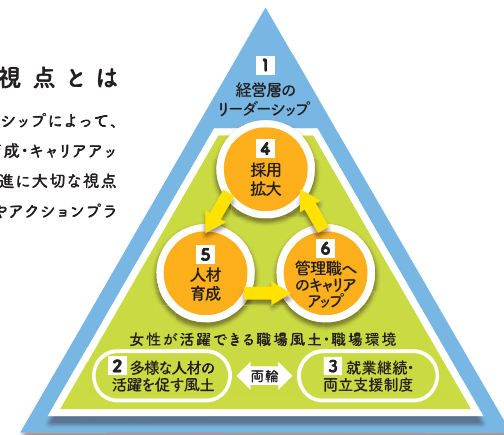 視点とは
シップによって、
成・キャリアアッ
進に大切な視点
やアクションプラ
1
経営層の
リーダーシップ
4
採用
拡大
5
人材
育成
6
管理職へ
のキャリア
アップ
女性が活躍できる職場風土・職場環境
2 多様な人材の
活躍を促す風土
両輪
3 就業継続・
両立支援制度